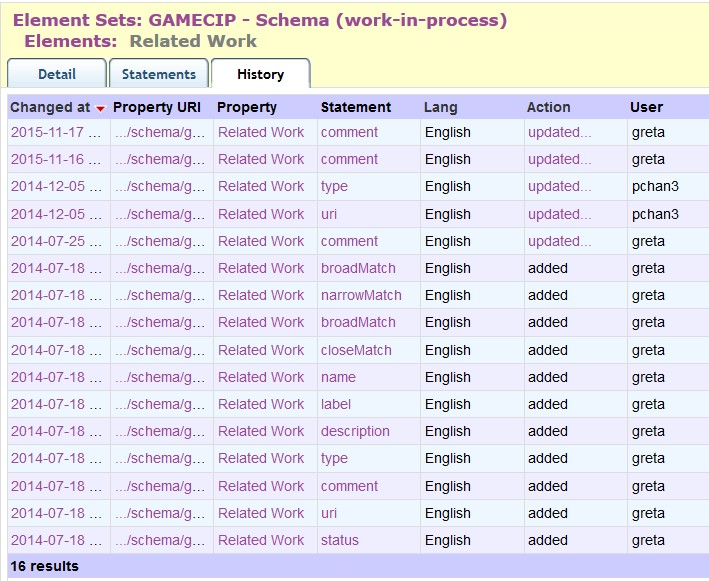 Element Sets: GAMECIP - Schema (work-in-process)
Elements: Related Work
Detail Statements History
Changed at Property URI Property Statement Lang Action User
2015-11-17 ... .../schema/g... Related Work comment English updated... greta
2015-11-16 ... .../schema/g... Related Work comment English updated... greta
2014-12-05 ... .../schema/g... Related Work type English updated... pchan3
2014-12-05 ... .../schema/g... Related Work uri English updated... pchan3
2014-07-25 ... .../schema/g... Related Work comment English updated... greta
2014-07-18 ... .../schema/g... Related Work broadMatch English added greta
2014-07-18 ... .../schema/g... Related Work narrowMatch English added greta
2014-07-18 ... .../schema/g... Related Work broadMatch English added greta
2014-07-18 ... .../schema/g... Related Work closeMatch English added greta
2014-07-18 ... .../schema/g... Related Work name English added greta
2014-07-18 ... .../schema/g... Related Work label English added greta
2014-07-18 ... .../schema/g... Related Work description English added greta
2014-07-18 ... .../schema/g... Related Work type English added greta
2014-07-18 ... .../schema/g... Related Work comment English added greta
2014-07-18 ... .../schema/g... Related Work uri English added greta
2014-07-18 ... .../schema/g... Related Work status English added greta
16 results